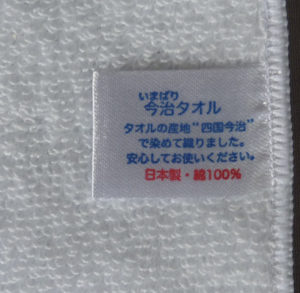 いまばり
今治タオル
タオルの産地“四国今治”
で染めて織りました。
安心してお使いください。
日本製・綿100%